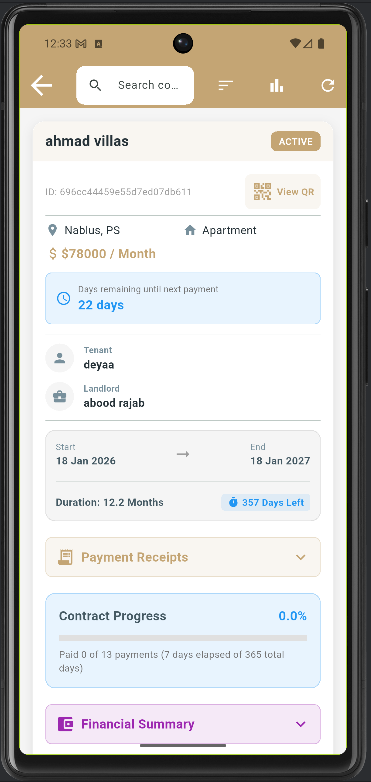 12:33
Search co...
ahmad villas
ACTIVE
ID: 696cc44459e55d7ed07db611
View QR
Nablus, PS
Apartment
$ $78000 / Month
Days remaining until next payment
22 days
Tenant
deyaa
Landlord
abood rajab
Start
End
18 Jan 2026
18 Jan 2027
Duration: 12.2 Months
357 Days Left
Payment Receipts
Contract Progress
0.0%
Paid 0 of 13 payments (7 days elapsed of 365 total
days)
Financial Summary